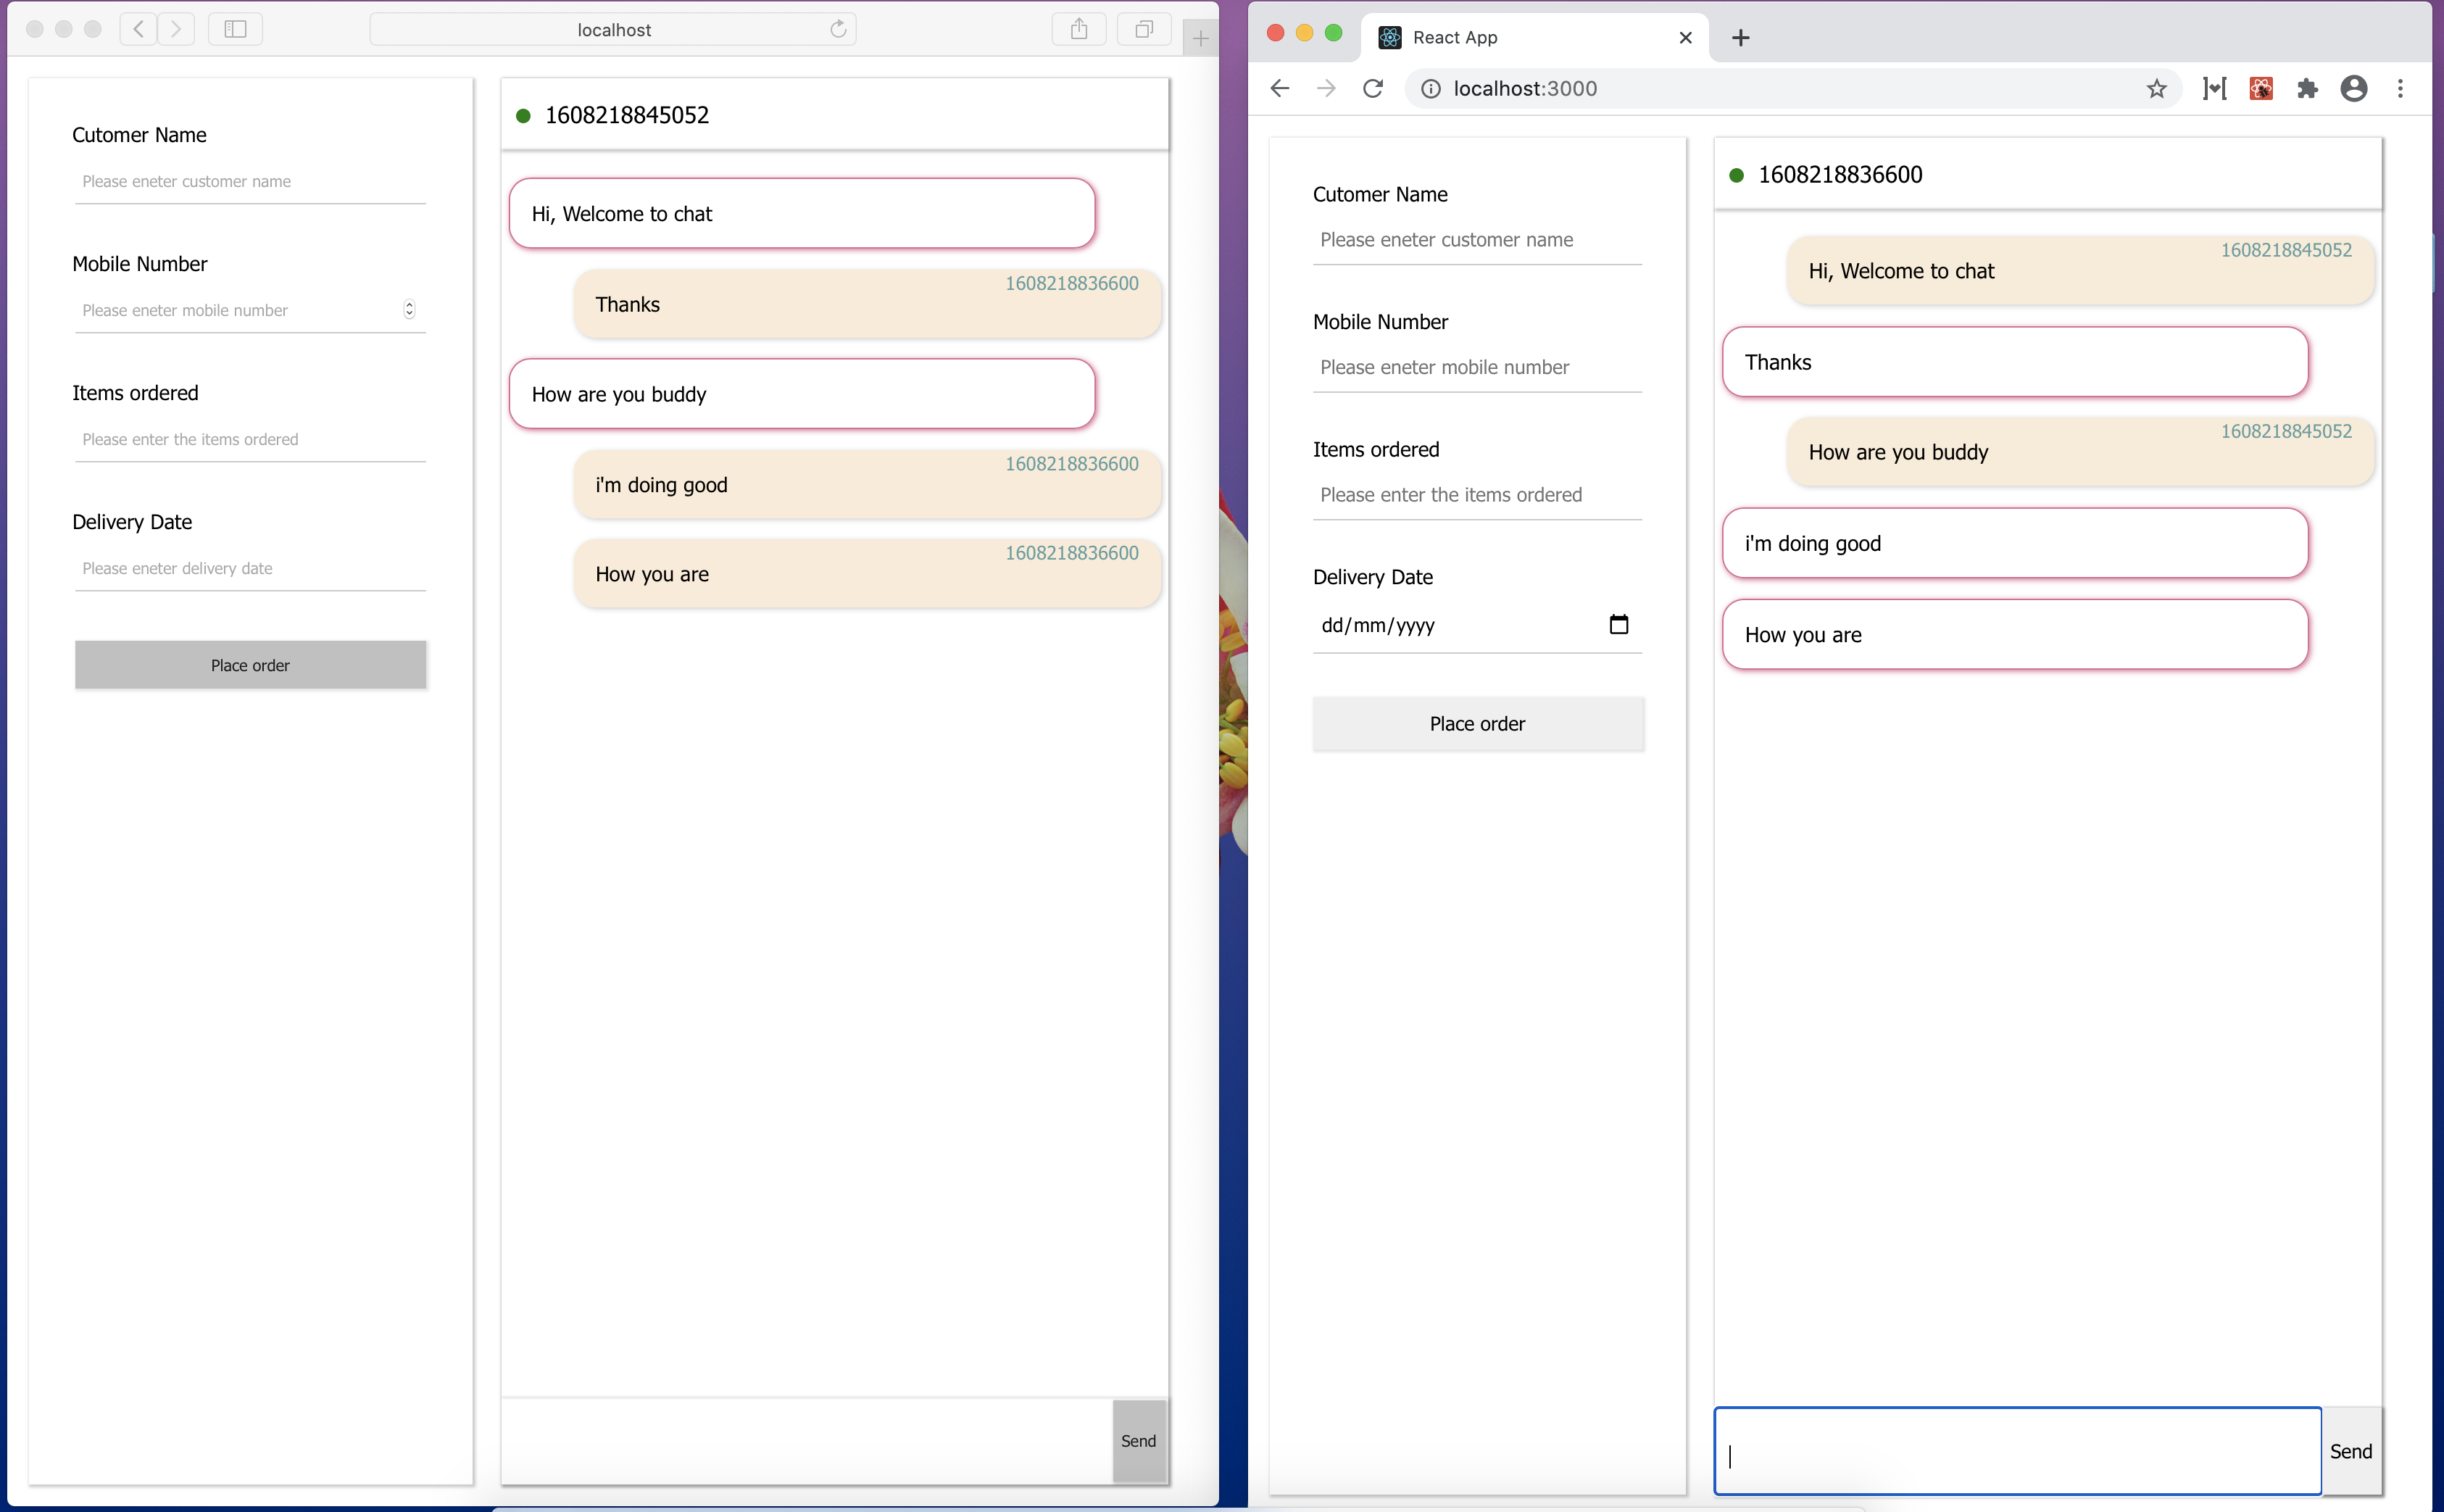 localhost
Cutomer Name
Please eneter customer name
Mobile Number
Please eneter mobile number
Items ordered
Please enter the items ordered
Delivery Date
Please eneter delivery date
Place order
1608218845052
Hi, Welcome to chat
1608218836600
Thanks
How are you buddy
1608218836600
i'm doing good
1608218836600
How you are
Send
React App
localhost:3000
Cutomer Name
Please eneter customer name
Mobile Number
Please eneter mobile number
Items ordered
Please enter the items ordered
Delivery Date
dd/mm/yyyy
Place order
1608218836600
1608218845052
Hi, Welcome to chat
Thanks
1608218845052
How are you buddy
i'm doing good
How you are
Send